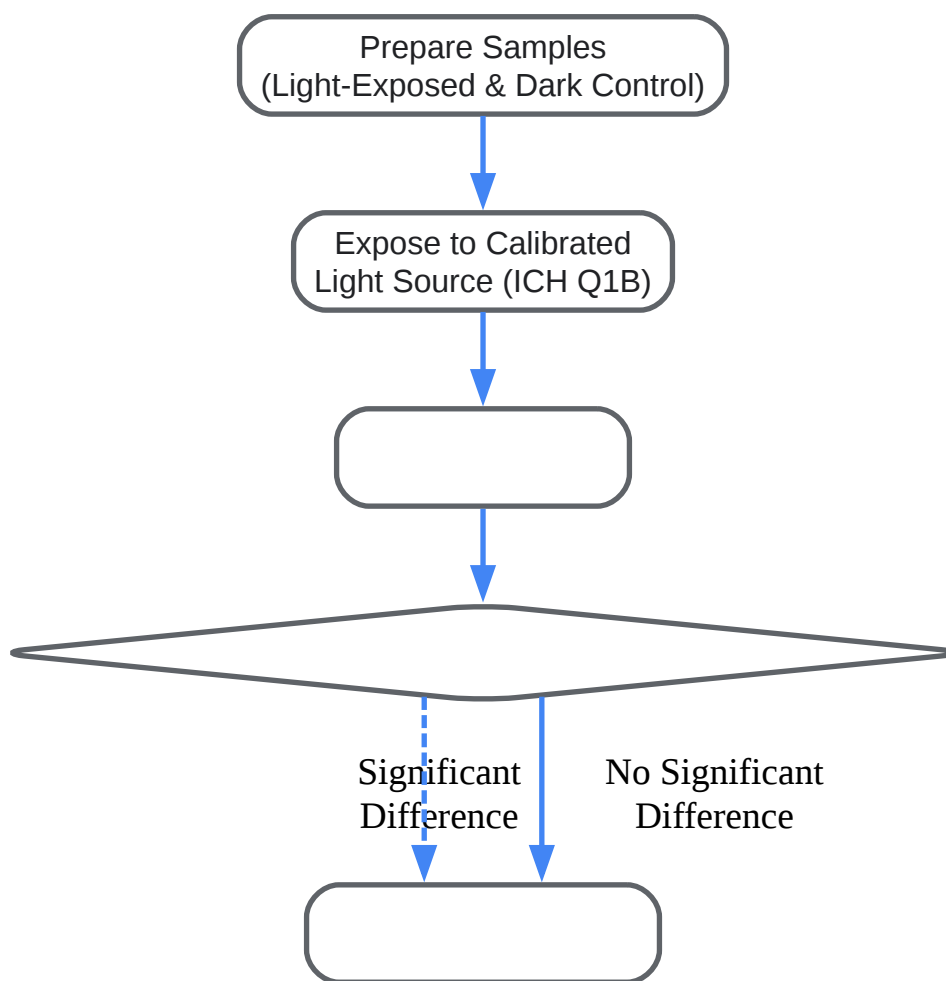 Prepare Samples
(Light-Exposed & Dark Control)
Expose to Calibrated
Light Source (ICH Q1B)
Significant
Difference
No Significant
Difference